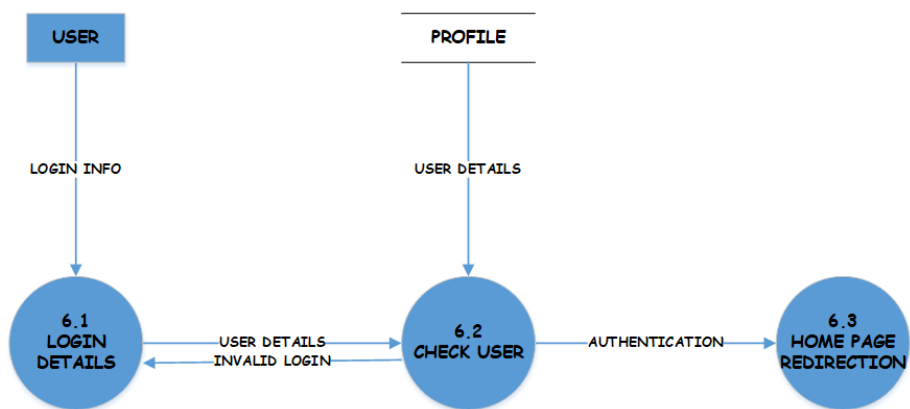 USER
PROFILE
LOGIN INFO
USER DETAILS
6.1
LOGIN
DETAILS
USER DETAILS
INVALID LOGIN
6.2
CHECK USER
AUTHENTICATION
6.3
HOME PAGE
REDIRECTION